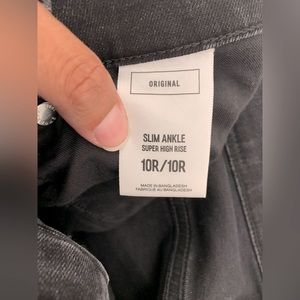 ORIGINAL
SLIM ANKLE
SUPER HIGH RISE
10R/10R
MADE IN BANGLADESH
FABRIQUÉ AU BANGLADESH